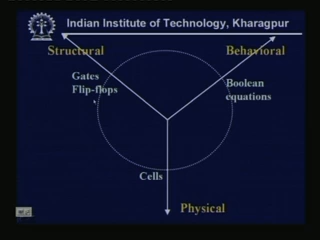 Indian Institute of Technology, Kharagpur
Structural
Behavioral
Gates
Flip-flops
Boolean
equations
Cells
Physical